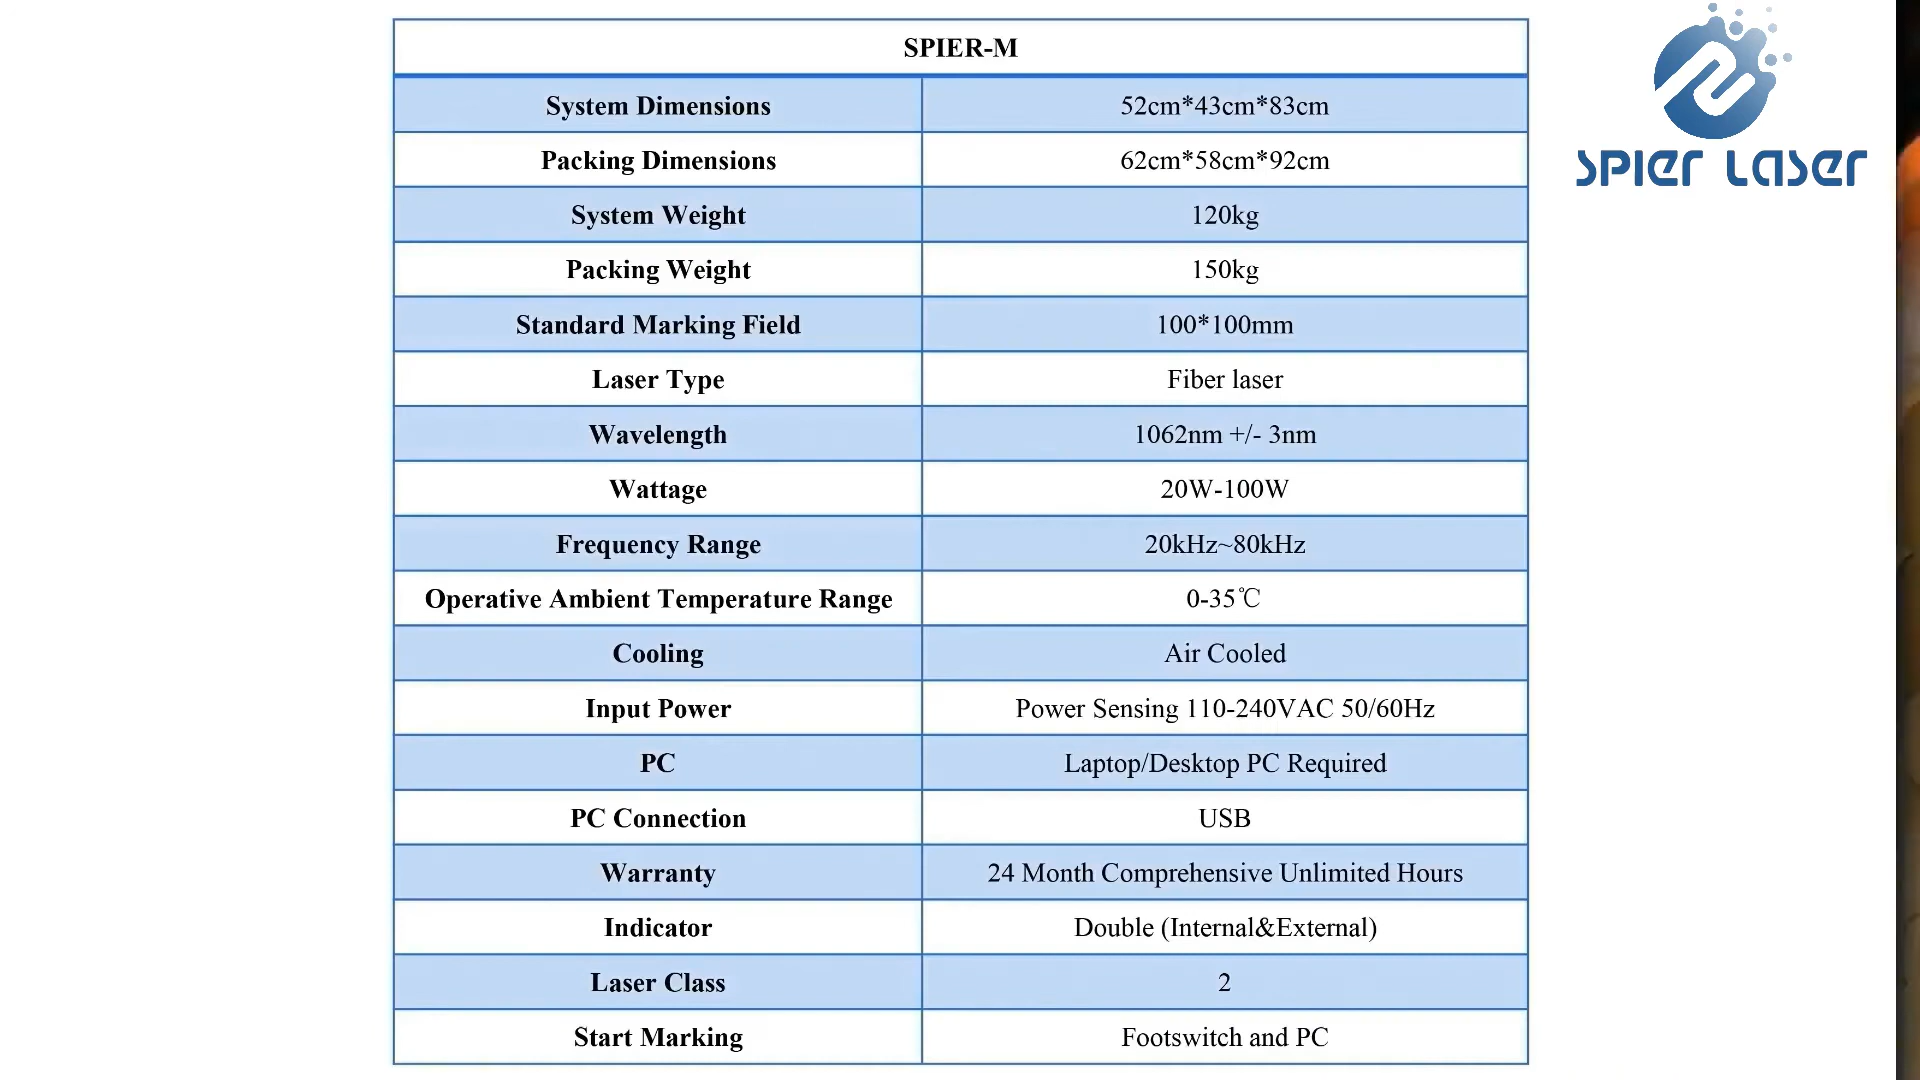 SPIER-M
System Dimensions 52cm*43cm*83cm
Packing Dimensions 62cm*58cm*92cm
System Weight 120kg
Packing Weight 150kg
Standard Marking Field 100*100mm
Laser Type Fiber laser
Wavelength 1062nm +/- 3nm
Wattage 20W-100W
Frequency Range 20kHz~80kHz
Operative Ambient Temperature Range 0-35℃
Cooling Air Cooled
Input Power Power Sensing 110-240VAC 50/60Hz
PC Laptop/Desktop PC Required
PC Connection USB
Warranty 24 Month Comprehensive Unlimited Hours
Indicator Double (Internal&External)
Laser Class 2
Start Marking Footswitch and PC
SPIER LASER